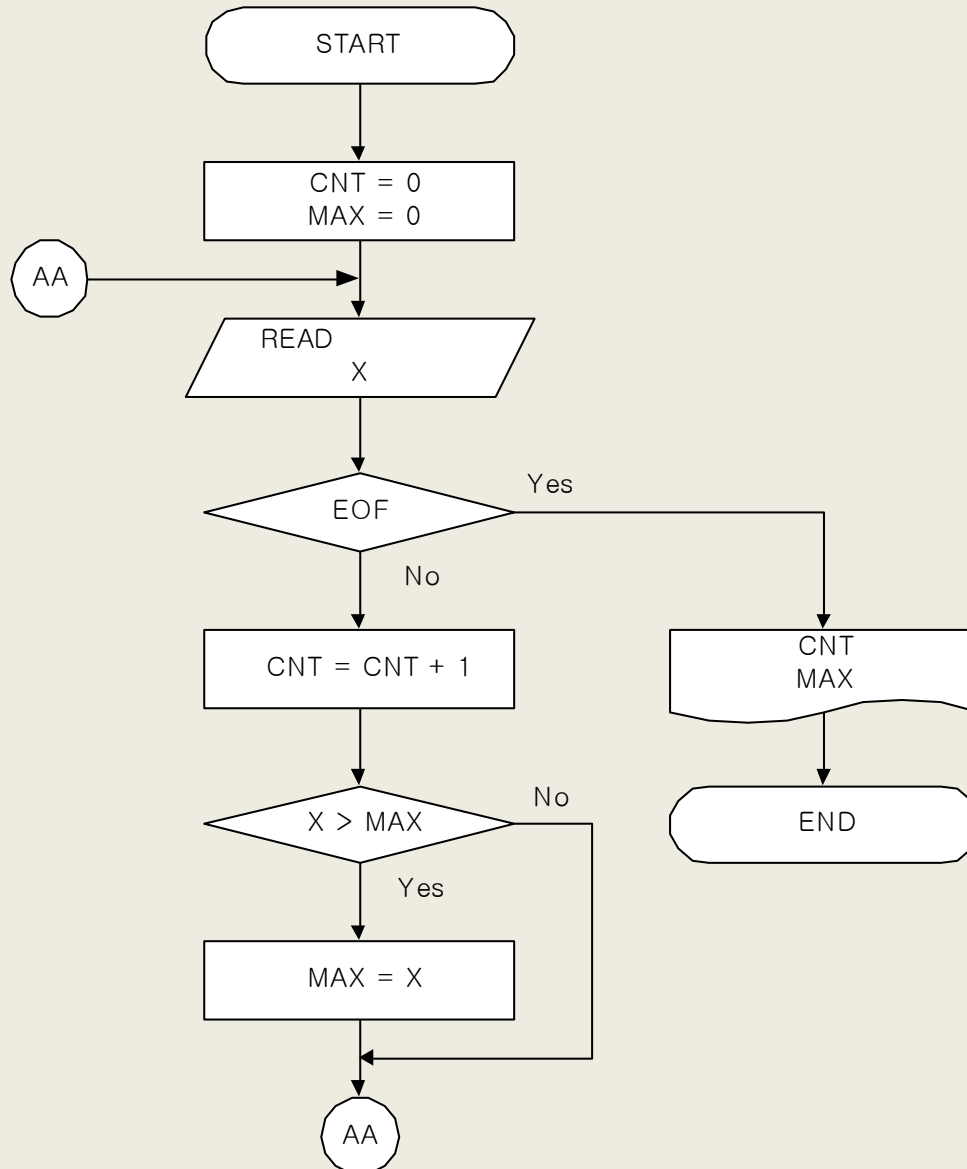 START
CNT = 0
MAX = 0
AA
READ
X
EOF
Yes
No
CNT = CNT + 1
CNT
MAX
X > MAX
No
END
Yes
MAX = X
AA